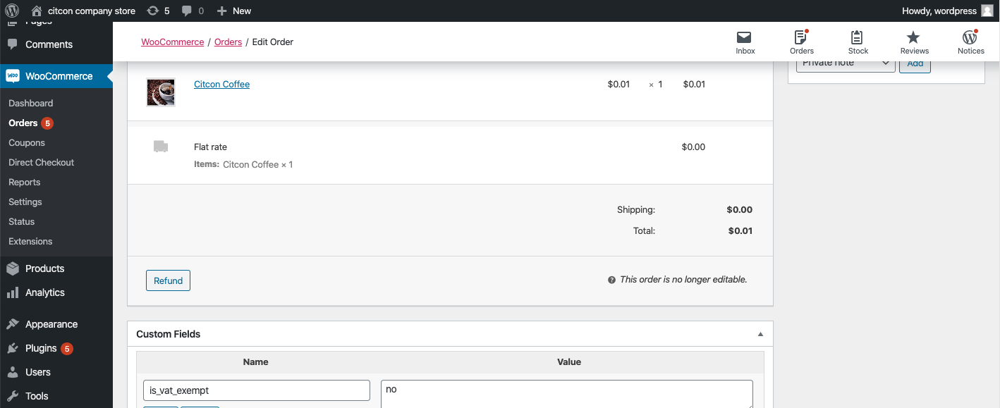 citcon company store 5 0 New Howdy, wordpress
Pages
Comments
WooCommerce
Dashboard
Orders 5
Coupons
Direct Checkout
Reports
Settings
Status
Extensions
Products
Analytics
Appearance
Plugins 5
Users
Tools
WooCommerce / Orders / Edit Order
Inbox
Orders
Stock
Reviews
Notices
Private note
Add
Citcon Coffee $0.01 × 1 $0.01
Flat rate $0.00
Items: Citcon Coffee × 1
Shipping: $0.00
Total: $0.01
Refund
This order is no longer editable.
Custom Fields
Name Value
is_vat_exempt no